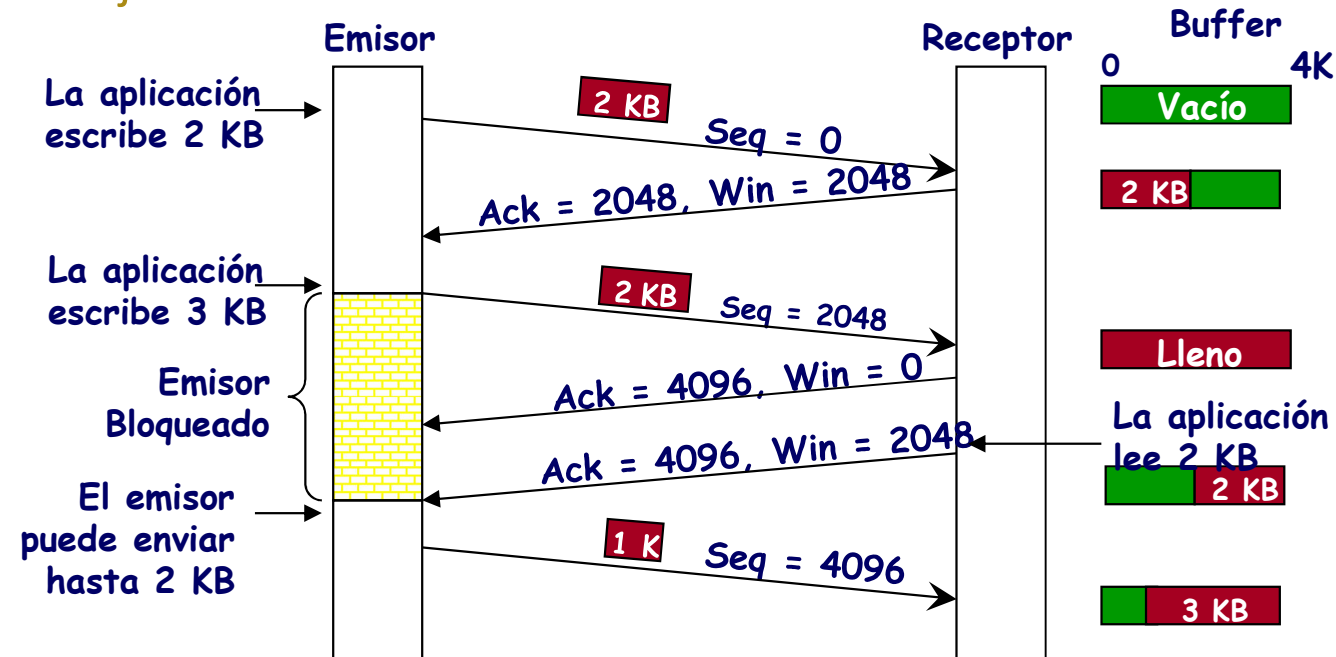 Emisor
Receptor
Buffer
0 4K
La aplicación
escribe 2 KB
2 KB
Seq = 0
Vacío
Ack = 2048, Win = 2048
2 KB
La aplicación
escribe 3 KB
2 KB
Seq = 2048
Lleno
Emisor
Bloqueado
Ack = 4096, Win = 0
La aplicación
lee 2 KB
Ack = 4096, Win = 2048
2 KB
El emisor
puede enviar
hasta 2 KB
1 K
Seq = 4096
3 KB